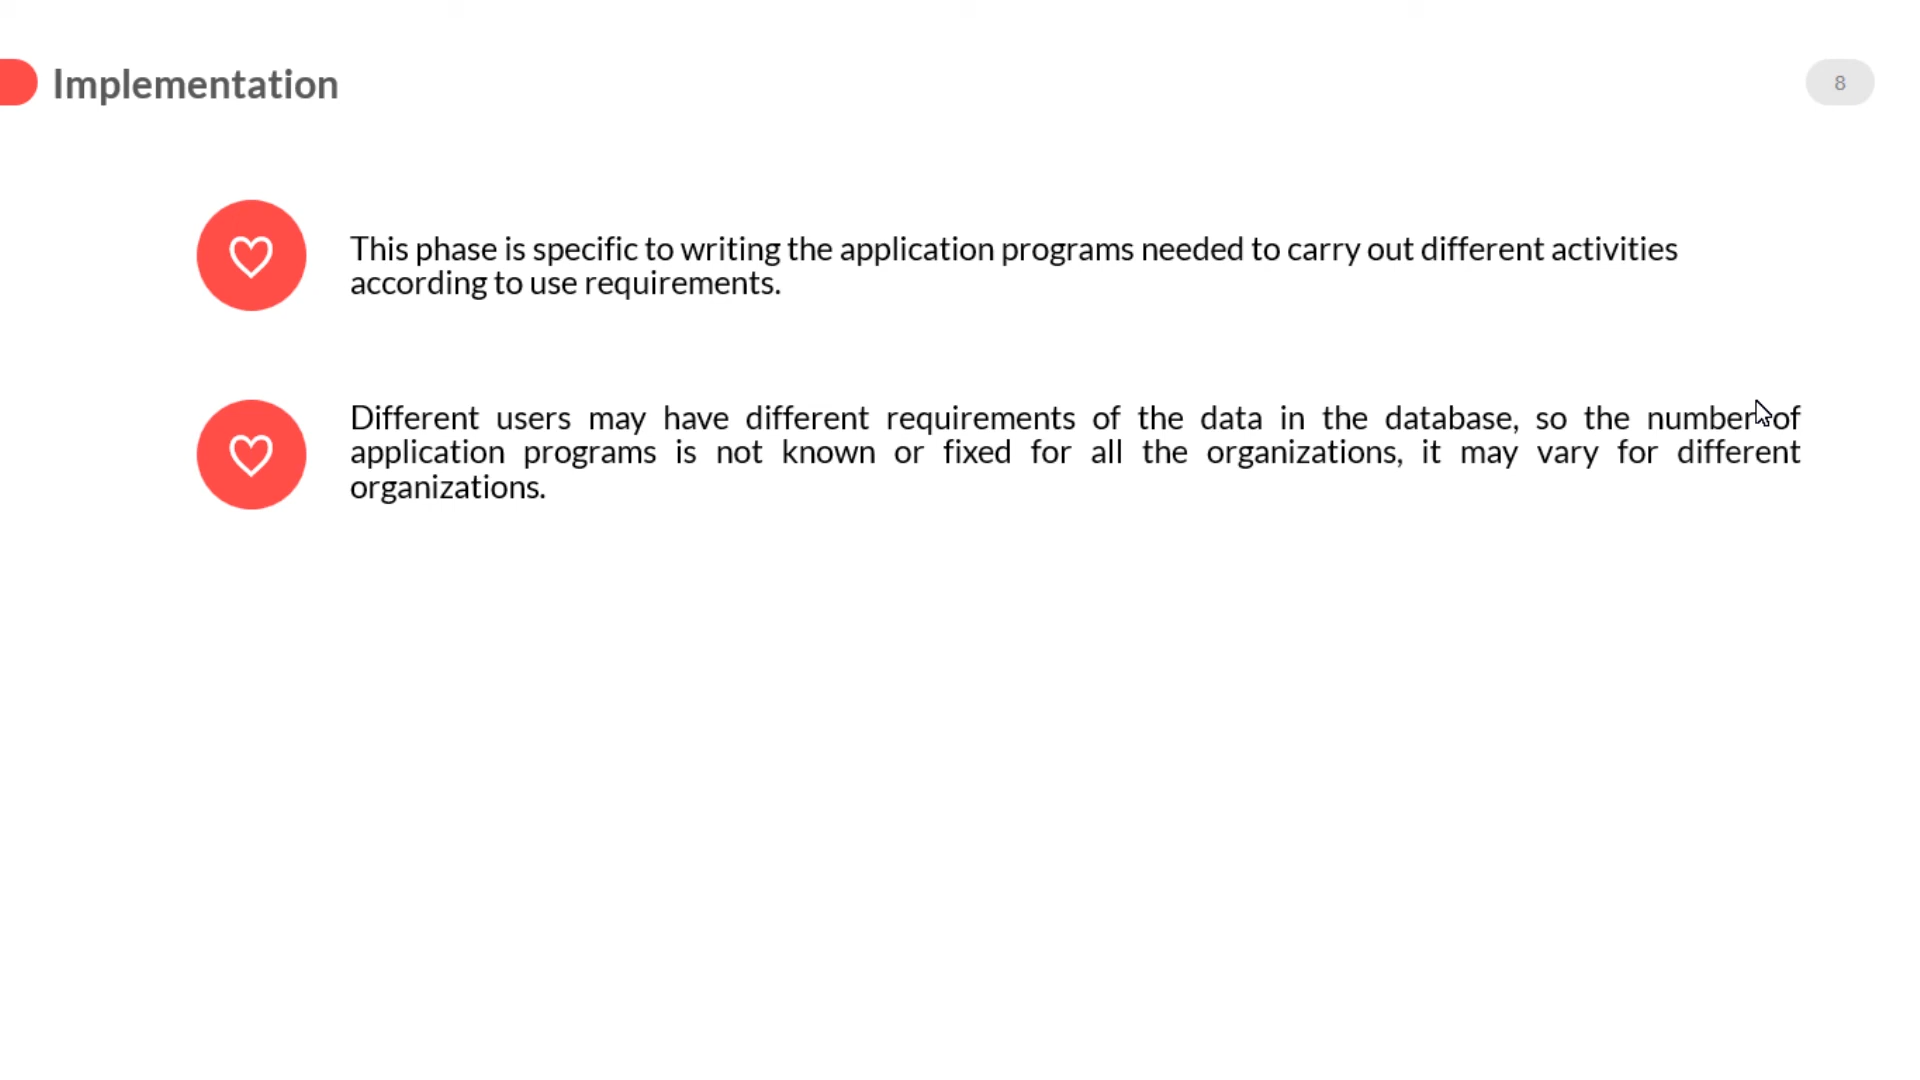 Implementation
8
This phase is specific to writing the application programs needed to carry out different activities
according to use requirements.
Different users may have different requirements of the data in the database, so the number of
application programs is not known or fixed for all the organizations, it may vary for different
organizations.